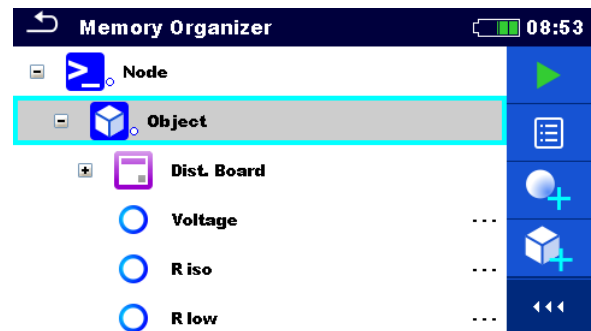 Memory Organizer 08:53
Node
Object
Dist. Board
Voltage ---
R iso ---
R low ---